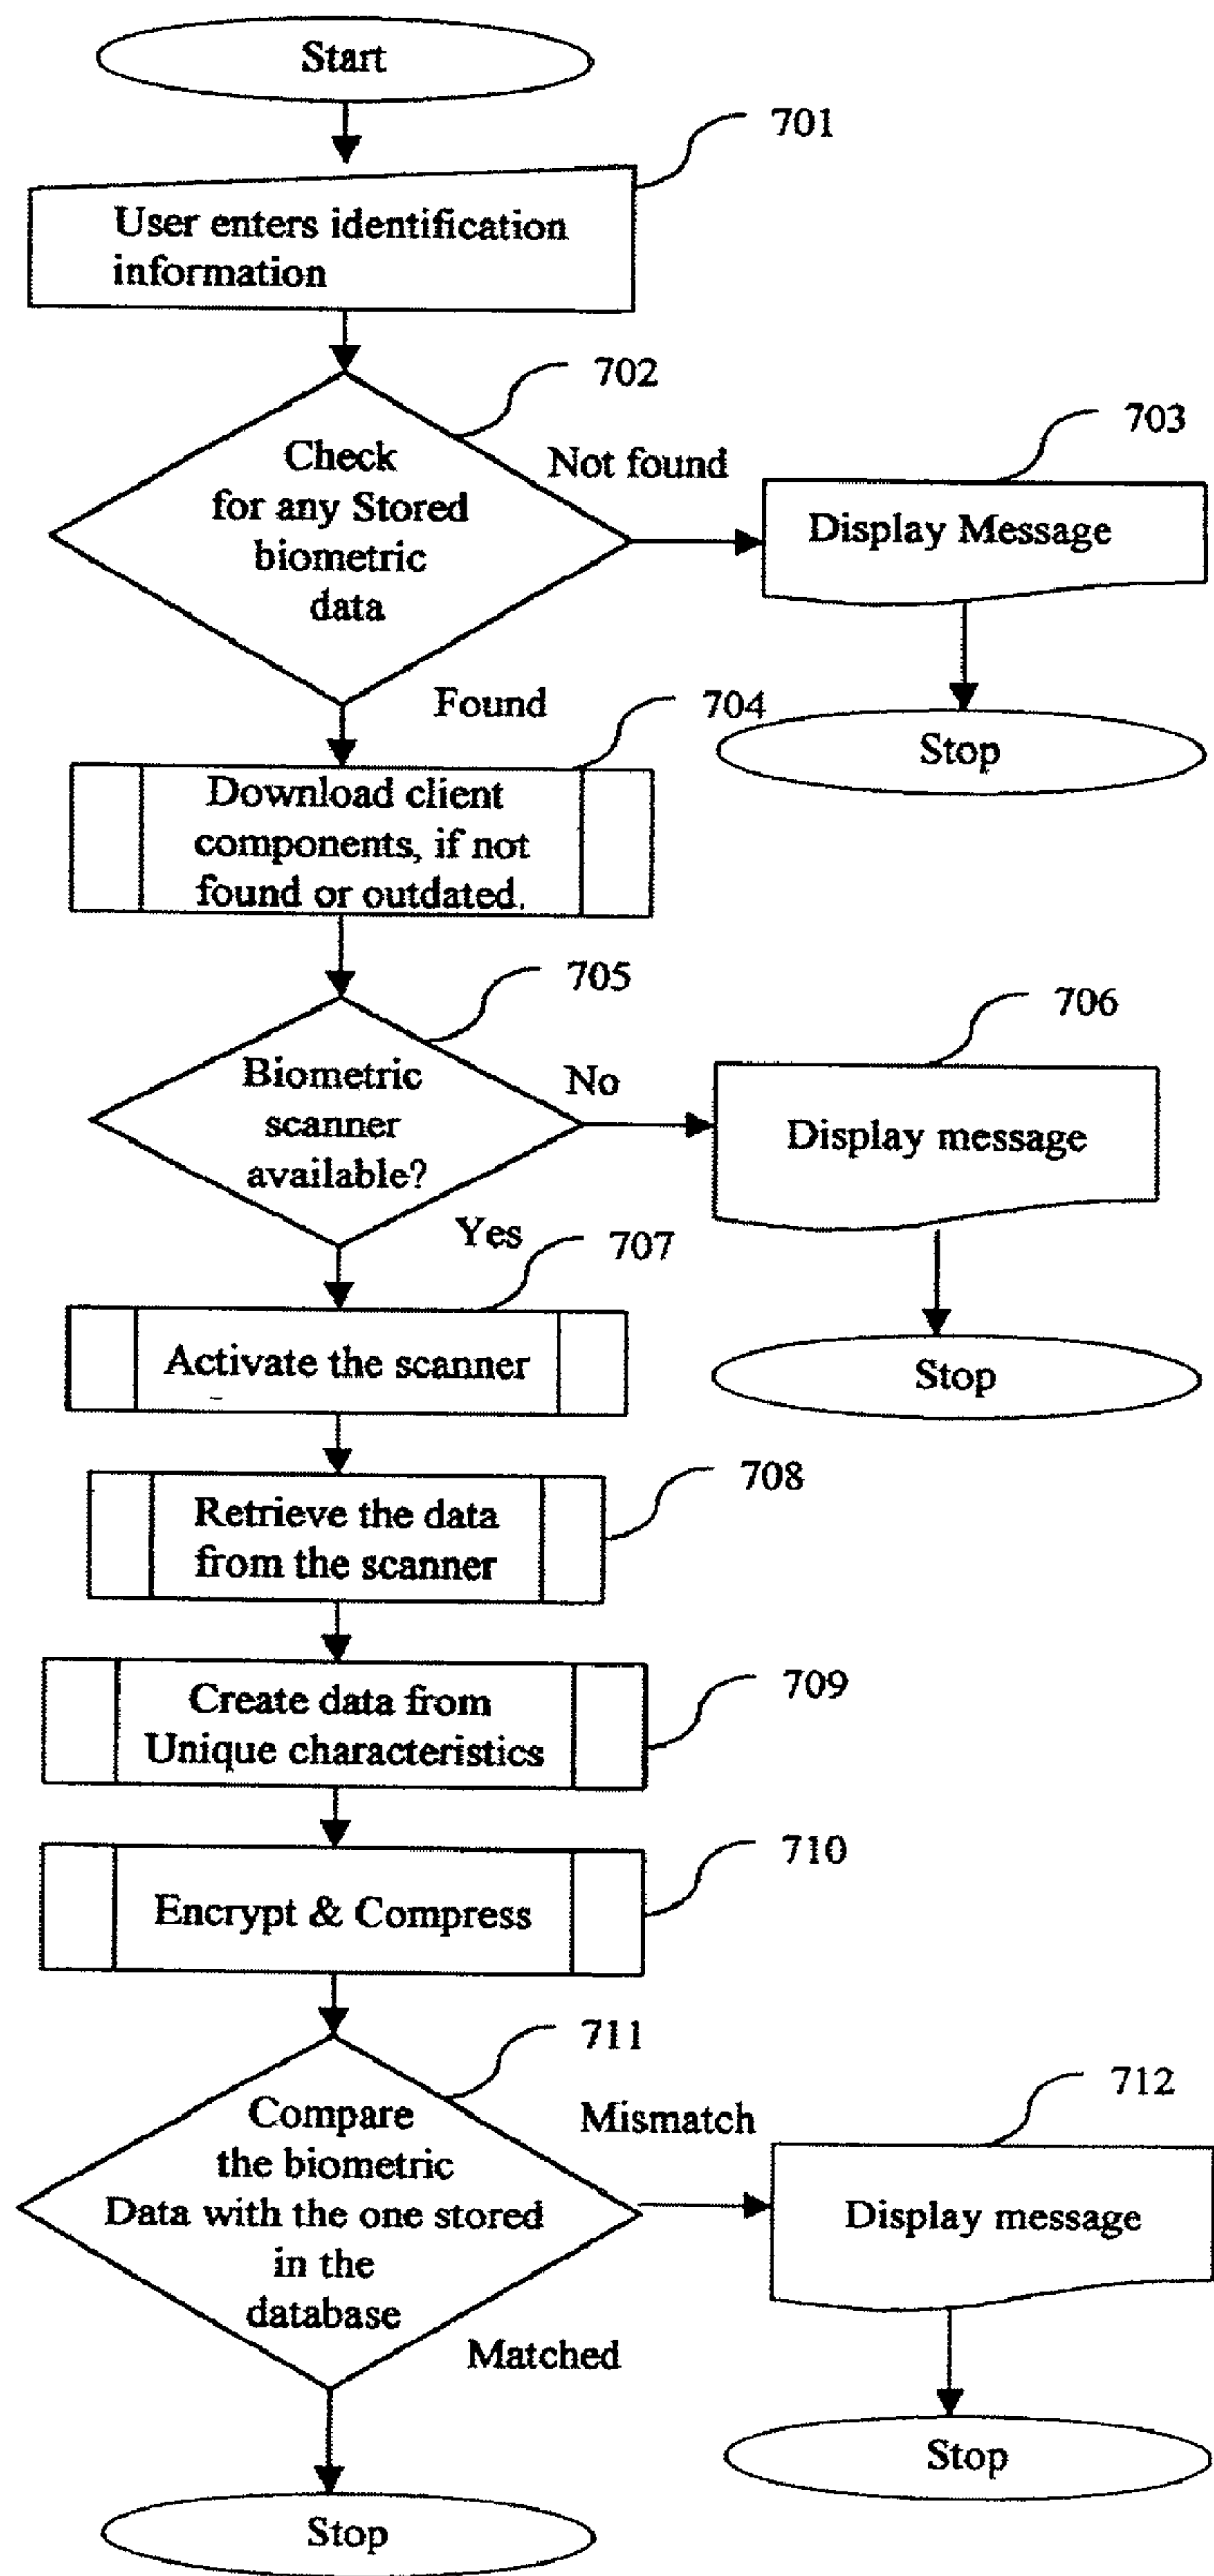 Start
701
User enters identification
information
702
Check
for any Stored
biometric
data
Not found
703
Display Message
Stop
Found
704
Download client
components, if not
found or outdated.
705
Biometric
scanner
available?
No
706
Display message
Stop
Yes
707
Activate the scanner
708
Retrieve the data
from the scanner
709
Create data from
Unique characteristics
710
Encrypt & Compress
711
Compare
the biometric
Data with the one stored
in the
database
Mismatch
712
Display message
Stop
Matched
Stop